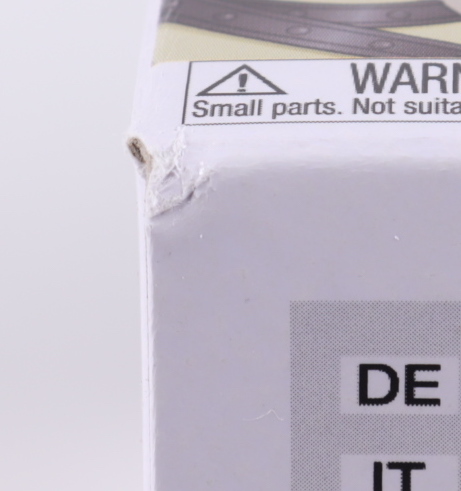 WARN
Small parts. Not suita
DE
IT